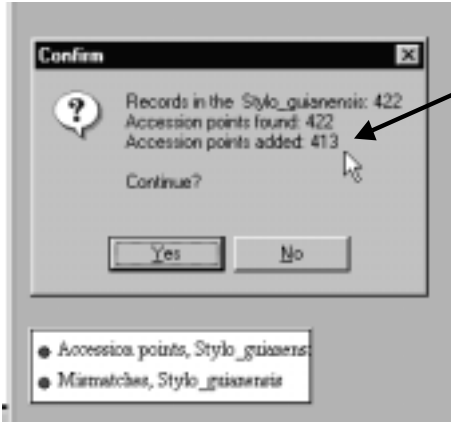 Confirm
Records in the Stylo_guianensis: 422
Accession points found: 422
Accession points added: 413
Continue?
Yes No
Accession points, Stylo_guianens
Mismatches, Stylo_guianensis